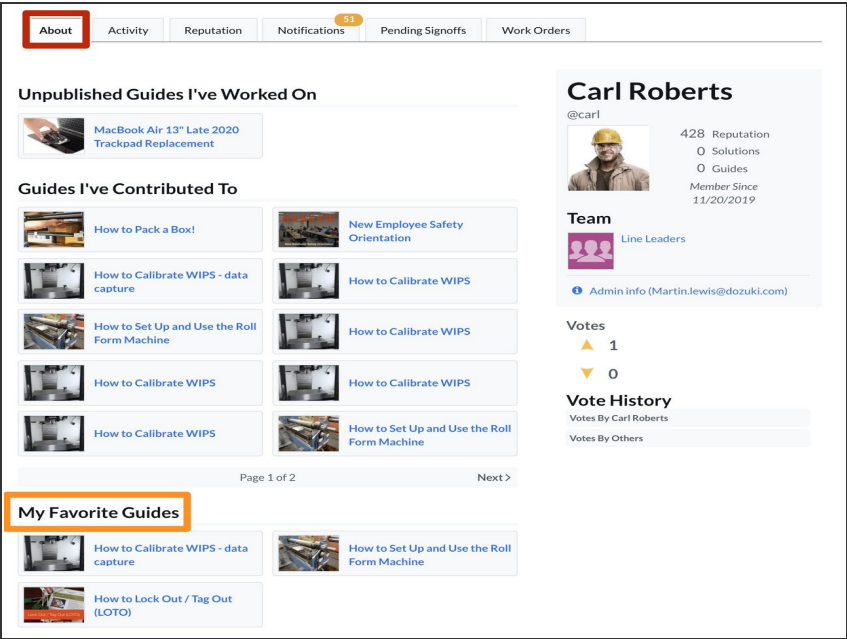 51
About Activity Reputation Notifications Pending Signoffs Work Orders
Unpublished Guides I've Worked On
MacBook Air 13" Late 2020
Trackpad Replacement
Guides I've Contributed To
How to Pack a Box!
New Employee Safety
Orientation
How to Calibrate WIPS - data
capture
How to Calibrate WIPS
How to Set Up and Use the Roll
Form Machine
How to Calibrate WIPS
How to Calibrate WIPS
How to Calibrate WIPS
How to Calibrate WIPS
How to Set Up and Use the Roll
Form Machine
Page 1 of 2
Next >
My Favorite Guides
How to Calibrate WIPS - data
capture
How to Set Up and Use the Roll
Form Machine
How to Lock Out / Tag Out
(LOTO)
Carl Roberts
@carl
428 Reputation
0 Solutions
0 Guides
Member Since
11/20/2019
Team
Line Leaders
Admin info (Martin.lewis@dozuki.com)
Votes
1
0
Vote History
Votes By Carl Roberts
Votes By Others